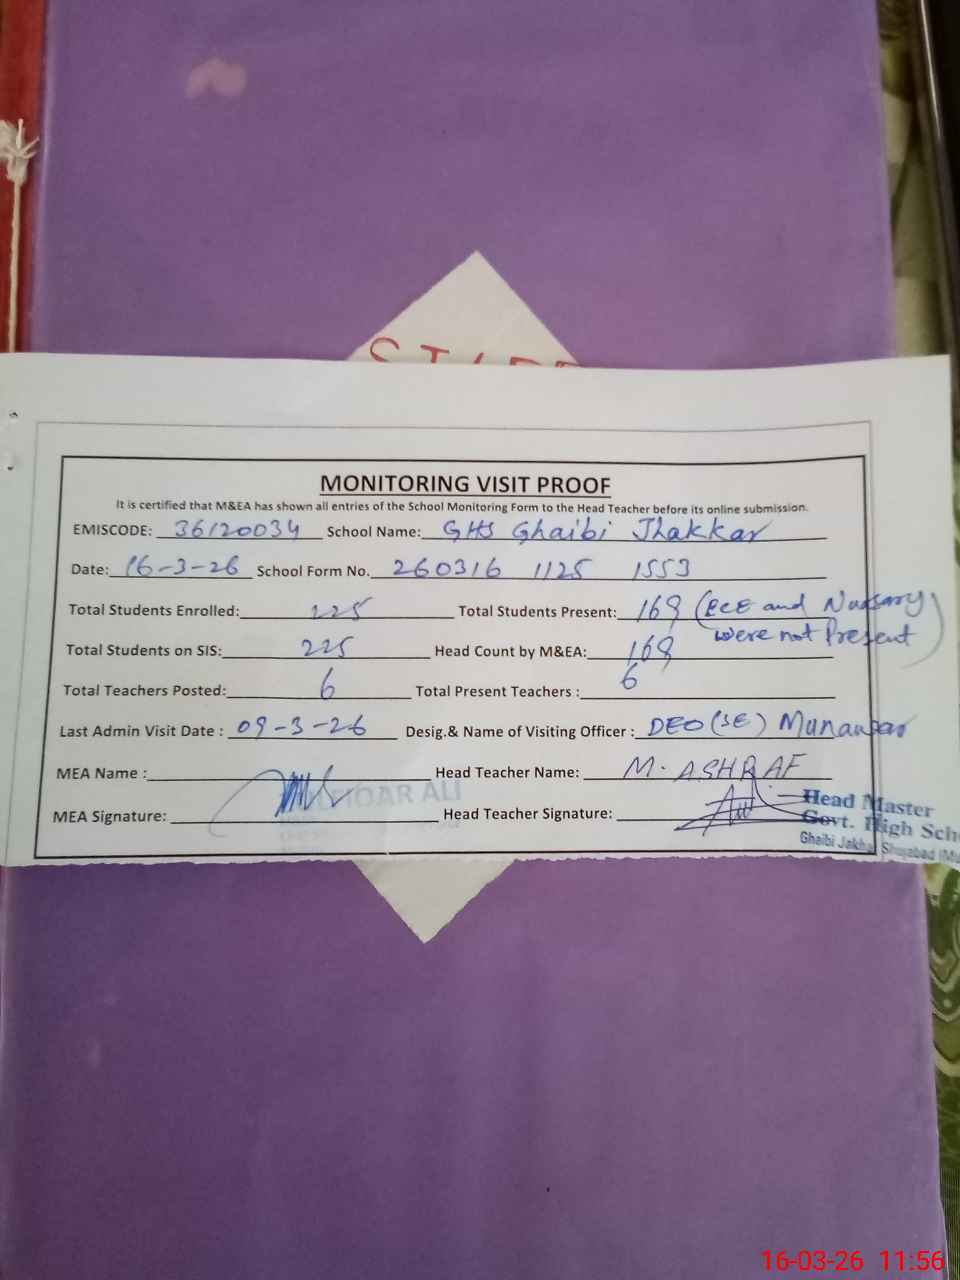 MONITORING VISIT PROOF
It is certified that M&EA has shown all entries of the School Monitoring Form to the Head Teacher before its online submission.
EMISCODE: 36120034 School Name: GHS Ghaibi Jhakkar
Date: 16-3-26 School Form No. 260316 1125 1553
Total Students Enrolled: 225 Total Students Present: 169 (ECE and Nursary
were not Present)
Total Students on SIS: 225 Head Count by M&EA: 169
Total Teachers Posted: 6 Total Present Teachers : 6
Last Admin Visit Date : 09-3-26 Desig.& Name of Visiting Officer : DEO (SE) Munawar
MEA Name : Head Teacher Name: M. ASHRAF
MEA Signature: ALI Head Teacher Signature:
Head Master
Govt. High Sch
Ghaibi Shujabad
16-03-26 11:56